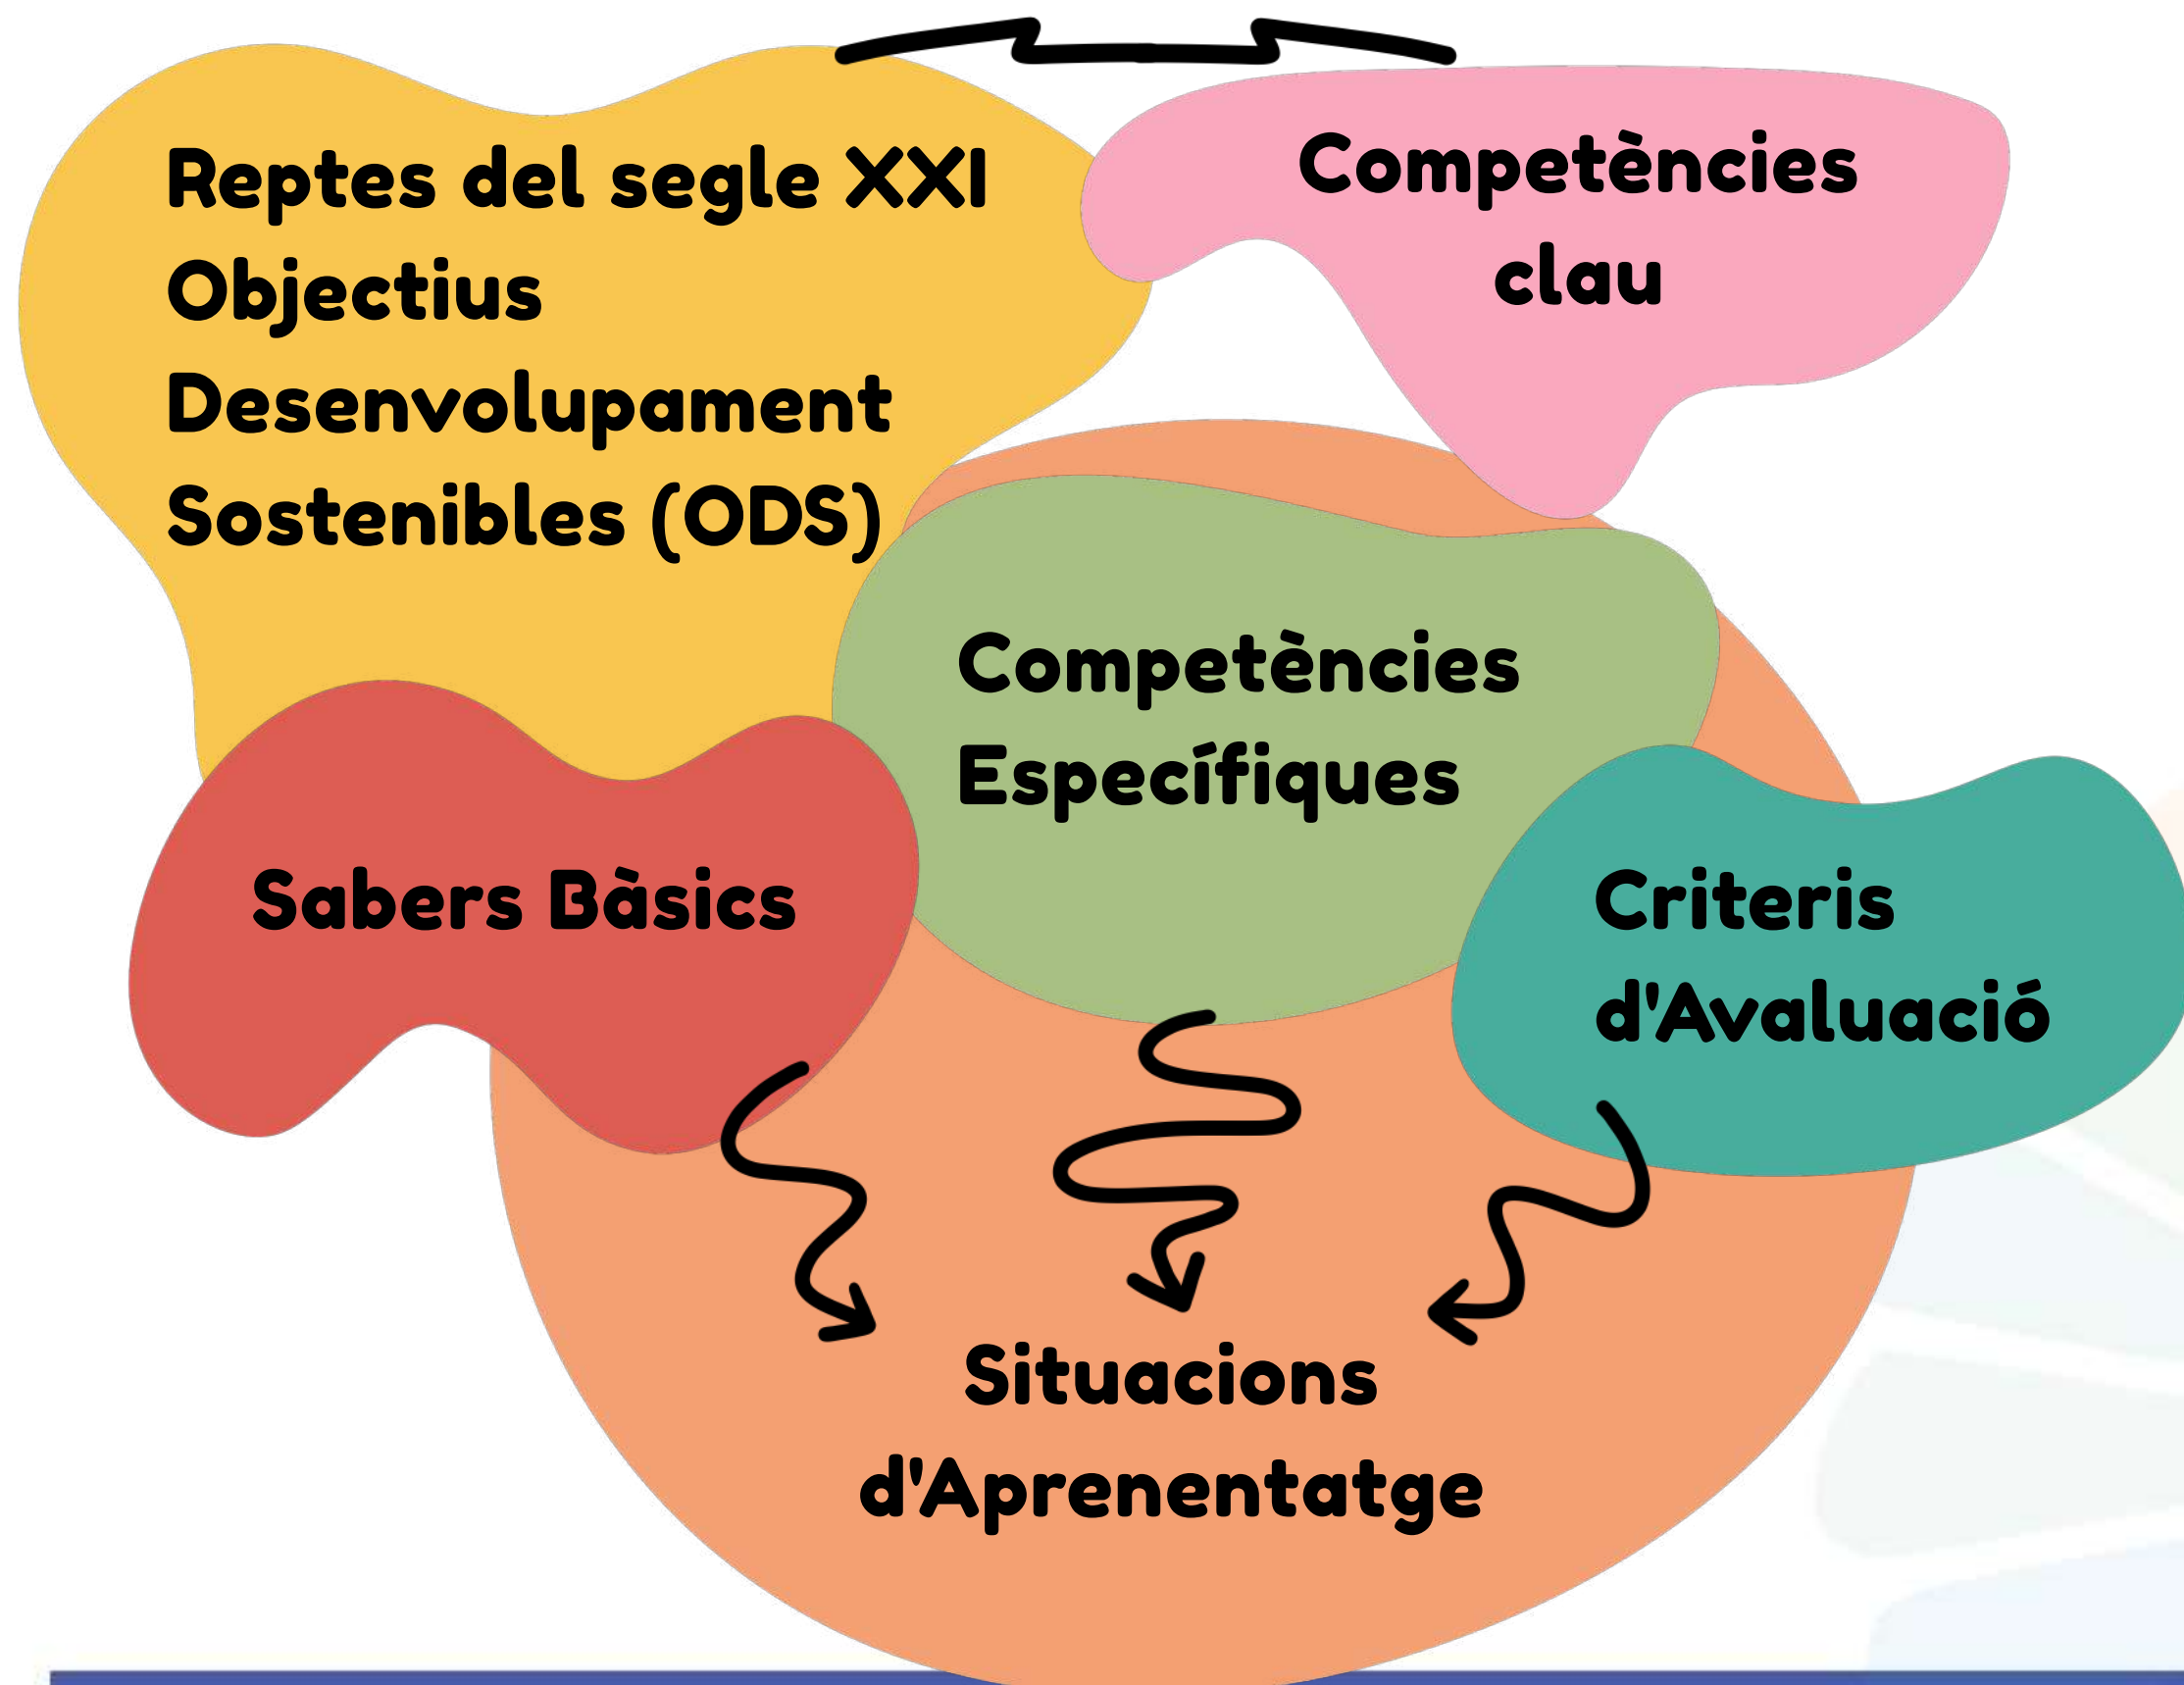 Reptes del segle XXI
Objectius
Desenvolupament
Sostenibles (ODS)
Competències
clau
Competències
Específiques
Sabers Bàsics
Criteris
d'Avaluació
Situacions
d'Aprenentatge